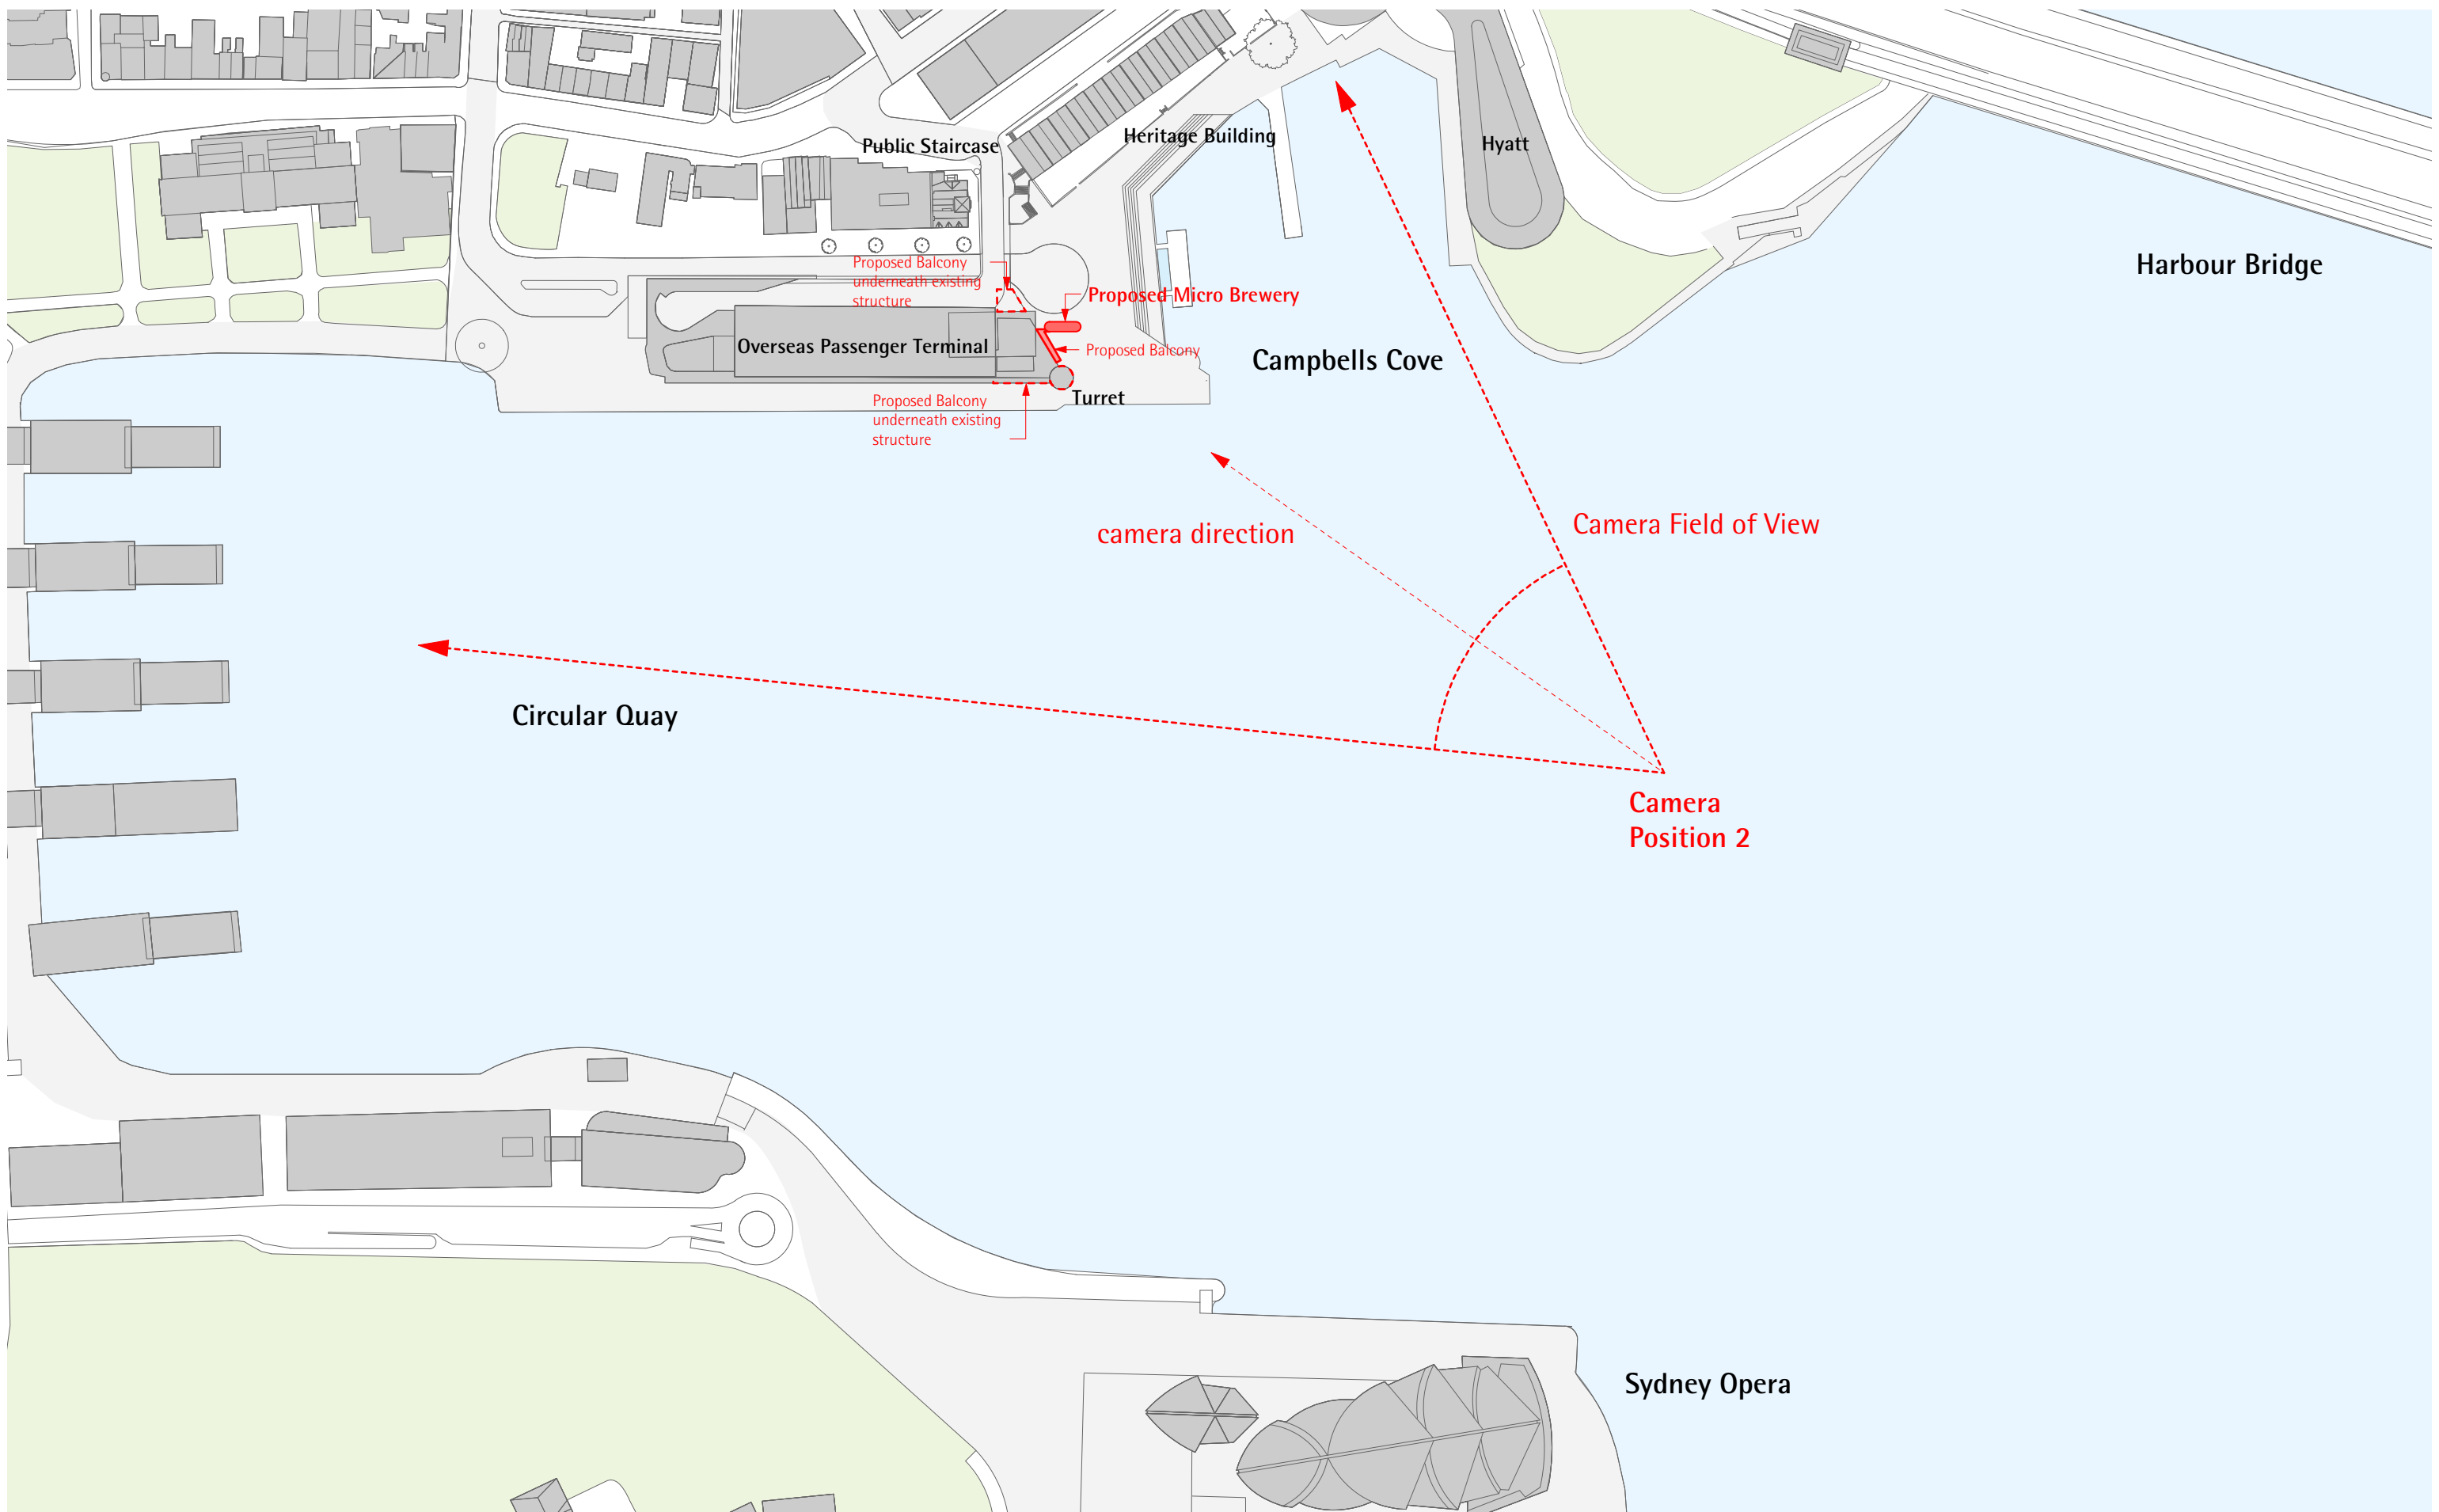 Public Staircase
Heritage Building
Hyatt
Harbour Bridge
Proposed Balcony
underneath existing
structure
Proposed Micro Brewery
Overseas Passenger Terminal
Proposed Balcony
Campbells Cove
Turret
Proposed Balcony
underneath existing
structure
camera direction
Camera Field of View
Circular Quay
Camera
Position 2
Sydney Opera